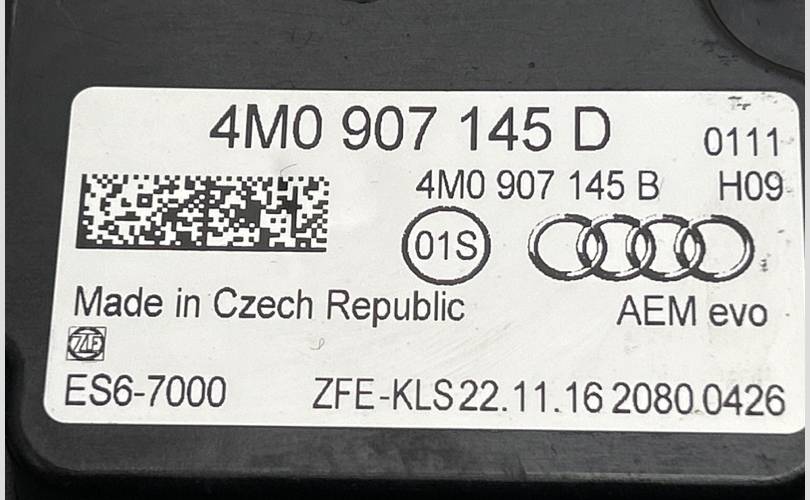 4M0 907 145 D 0111
4M0 907 145 B H09
01S
Made in Czech Republic AEM evo
ZF
ES6-7000 ZFE-KLS 22.11.16 2080.0426